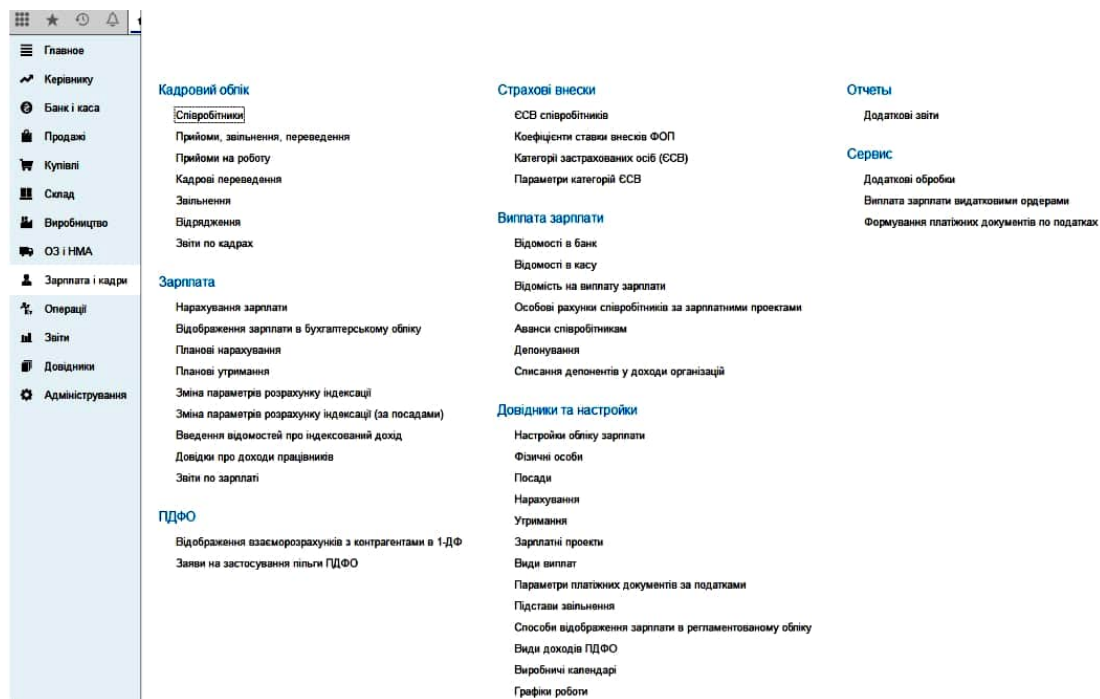 Главное
Керівнику
Банк і каса
Продажі
Купівлі
Склад
Виробництво
ОЗ і НМА
Зарплата і кадри
Операції
Звіти
Довідники
Адміністрування
Кадровий облік
Співробітники
Прийоми, звільнення, переведення
Прийоми на роботу
Кадрові переведення
Звільнення
Відрядження
Звіти по кадрах
Зарплата
Нарахування зарплати
Відображення зарплати в бухгалтерському обліку
Планові нарахування
Планові утримання
Зміна параметрів розрахунку індексації
Зміна параметрів розрахунку індексації (за посадами)
Введення відомостей про індексований дохід
Довідки про доходи працівників
Звіти по зарплаті
ПДФО
Відображення взаєморозрахунків з контрагентами в 1-ДФ
Заяви на застосування пільги ПДФО
Страхові внески
ЄСВ співробітників
Коефіцієнти ставки внесків ФОП
Категорії застрахованих осіб (ЄСВ)
Параметри категорій ЄСВ
Виплата зарплати
Відомості в банк
Відомості в касу
Відомість на виплату зарплати
Особові рахунки співробітників за зарплатними проектами
Аванси співробітникам
Депонування
Списання депонентів у доходи організацій
Довідники та настройки
Настройки обліку зарплати
Фізичні особи
Посади
Нарахування
Утримання
Зарплатні проекти
Види виплат
Параметри платіжних документів за податками
Підстави звільнення
Способи відображення зарплати в регламентованому обліку
Види доходів ПДФО
Виробничі календарі
Графіки роботи
Отчеты
Додаткові звіти
Сервис
Додаткові обробки
Виплата зарплати видатковими ордерами
Формування платіжних документів по податках